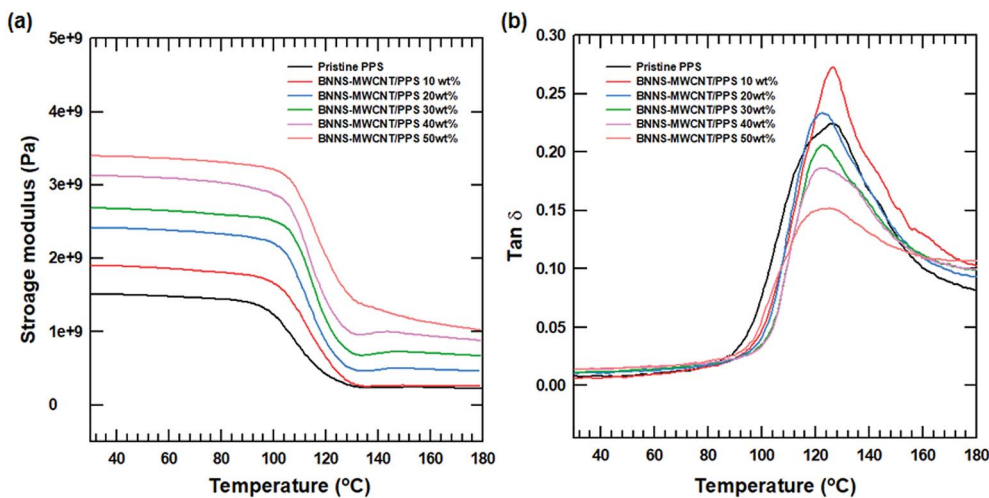 (a)
5e+9
4e+9
3e+9
2e+9
1e+9
0
Stroage modulus (Pa)
Pristine PPS
BNNS-MWCNT/PPS 10 wt%
BNNS-MWCNT/PPS 20wt%
BNNS-MWCNT/PPS 30wt%
BNNS-MWCNT/PPS 40wt%
BNNS-MWCNT/PPS 50wt%
40 60 80 100 120 140 160 180
Temperature (ºC)
(b)
0.30
0.25
0.20
0.15
0.10
0.05
0.00
Tan δ
Pristine PPS
BNNS-MWCNT/PPS 10 wt%
BNNS-MWCNT/PPS 20wt%
BNNS-MWCNT/PPS 30wt%
BNNS-MWCNT/PPS 40wt%
BNNS-MWCNT/PPS 50wt%
40 60 80 100 120 140 160 180
Temperature (ºC)